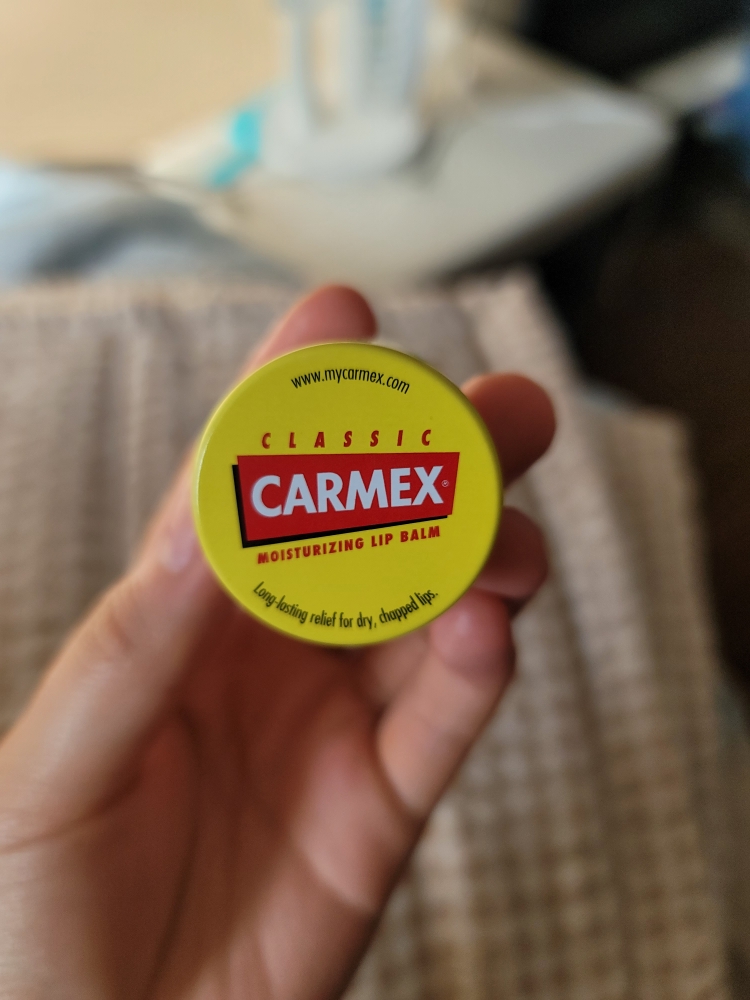 www.mycarmex.com
CLASSIC
CARMEX®
MOISTURIZING LIP BALM
Long-lasting relief for dry, chapped lips.